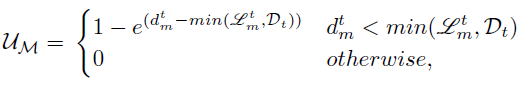 𝒰_ℳ = { 1 − e^{(d_m^t − min(ℒ_m^t, 𝒟_t))}   d_m^t < min(ℒ_m^t, 𝒟_t)
0   otherwise,